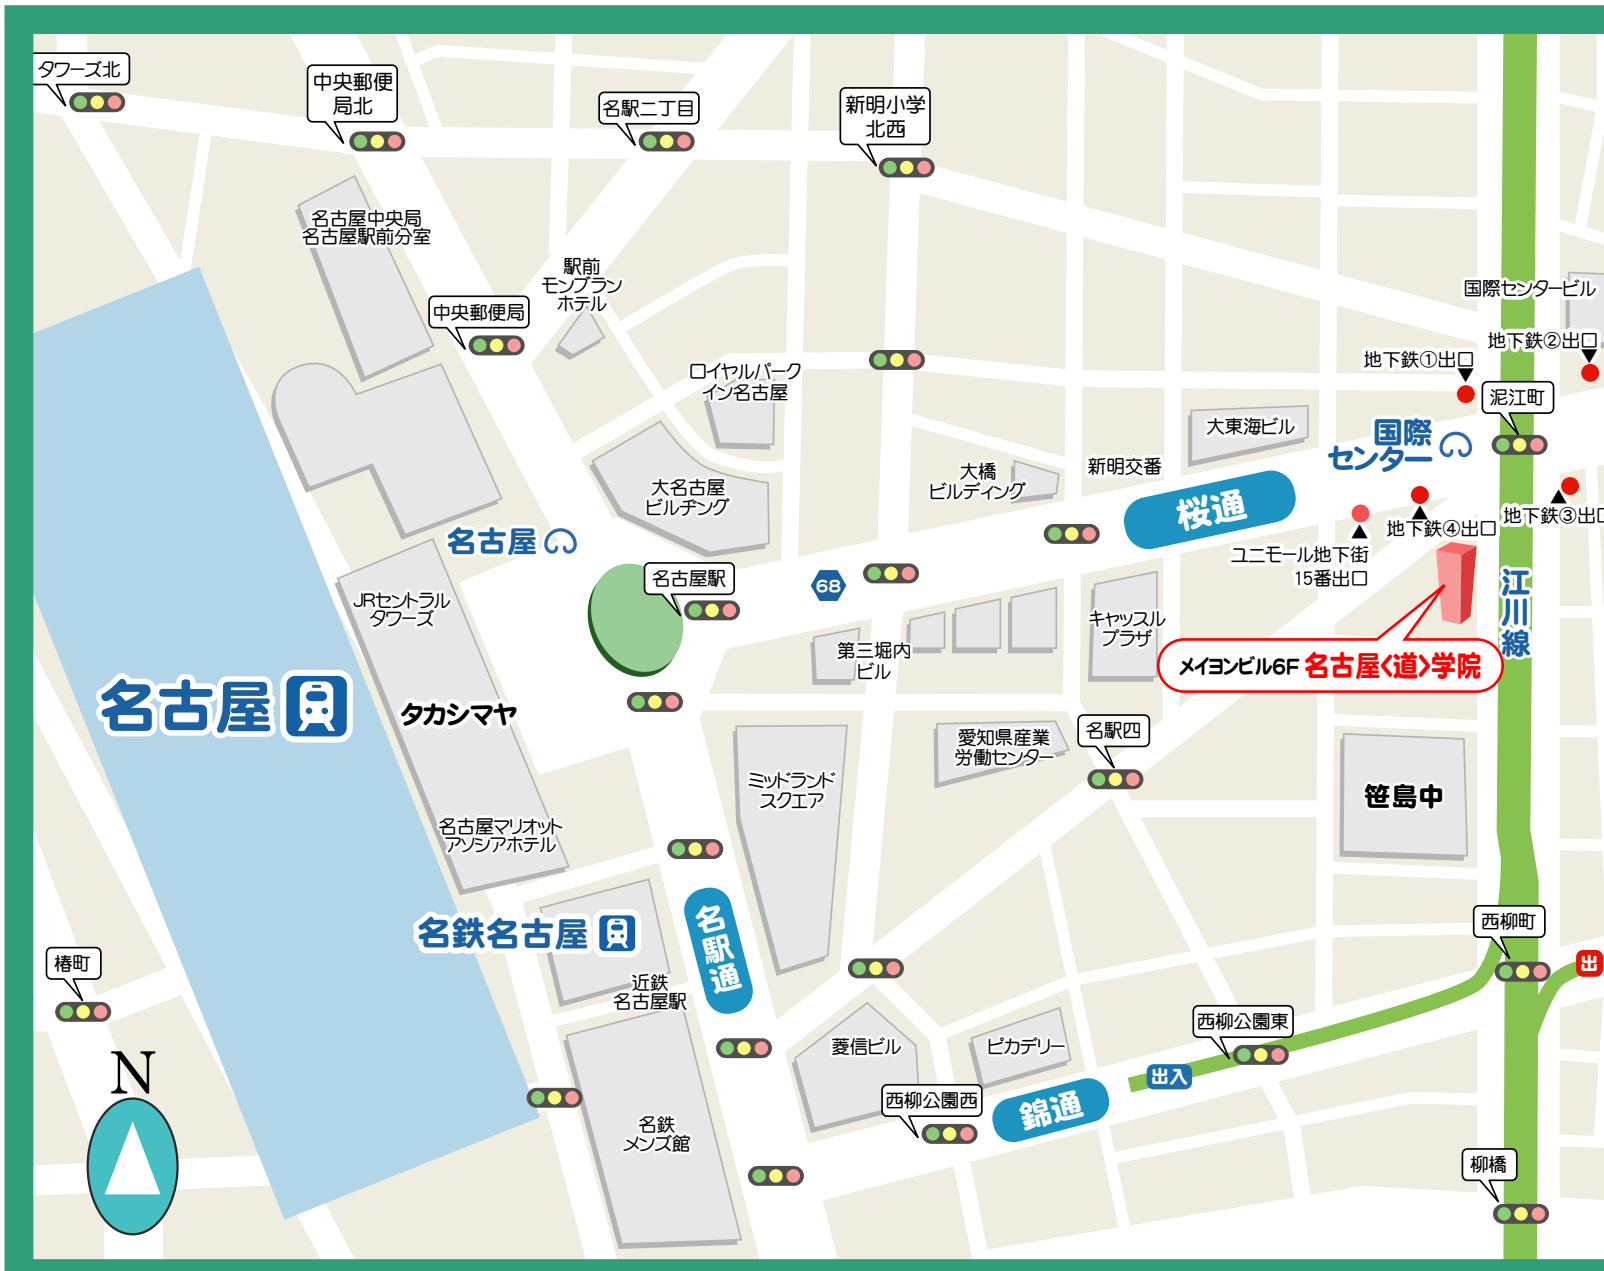 タワーズ北
中央郵便
局北
名駅二丁目
新明小学
北西
名古屋中央局
名古屋駅前分室
駅前
モンブラン
ホテル
中央郵便局
国際センタービル
地下鉄②出口
地下鉄①出口
ロイヤルパーク
イン名古屋
泥江町
大東海ビル
国際
センター
新明交番
大橋
ビルディング
大名古屋
ビルヂング
桜通
地下鉄④出口
地下鉄③出口
名古屋
ユニモール地下街
15番出口
名古屋駅
68
JRセントラル
タワーズ
江川線
キャッスル
プラザ
第三堀内
ビル
メイヨンビル6F 名古屋〈道〉学院
名古屋
タカシマヤ
愛知県産業
労働センター
名駅四
ミッドランド
スクエア
笹島中
名古屋マリオット
アソシアホテル
名鉄名古屋
名駅通
西柳町
椿町
出
近鉄
名古屋駅
西柳公園東
菱信ビル
ピカデリー
出入
N
西柳公園西
錦通
名鉄
メンズ館
柳橋